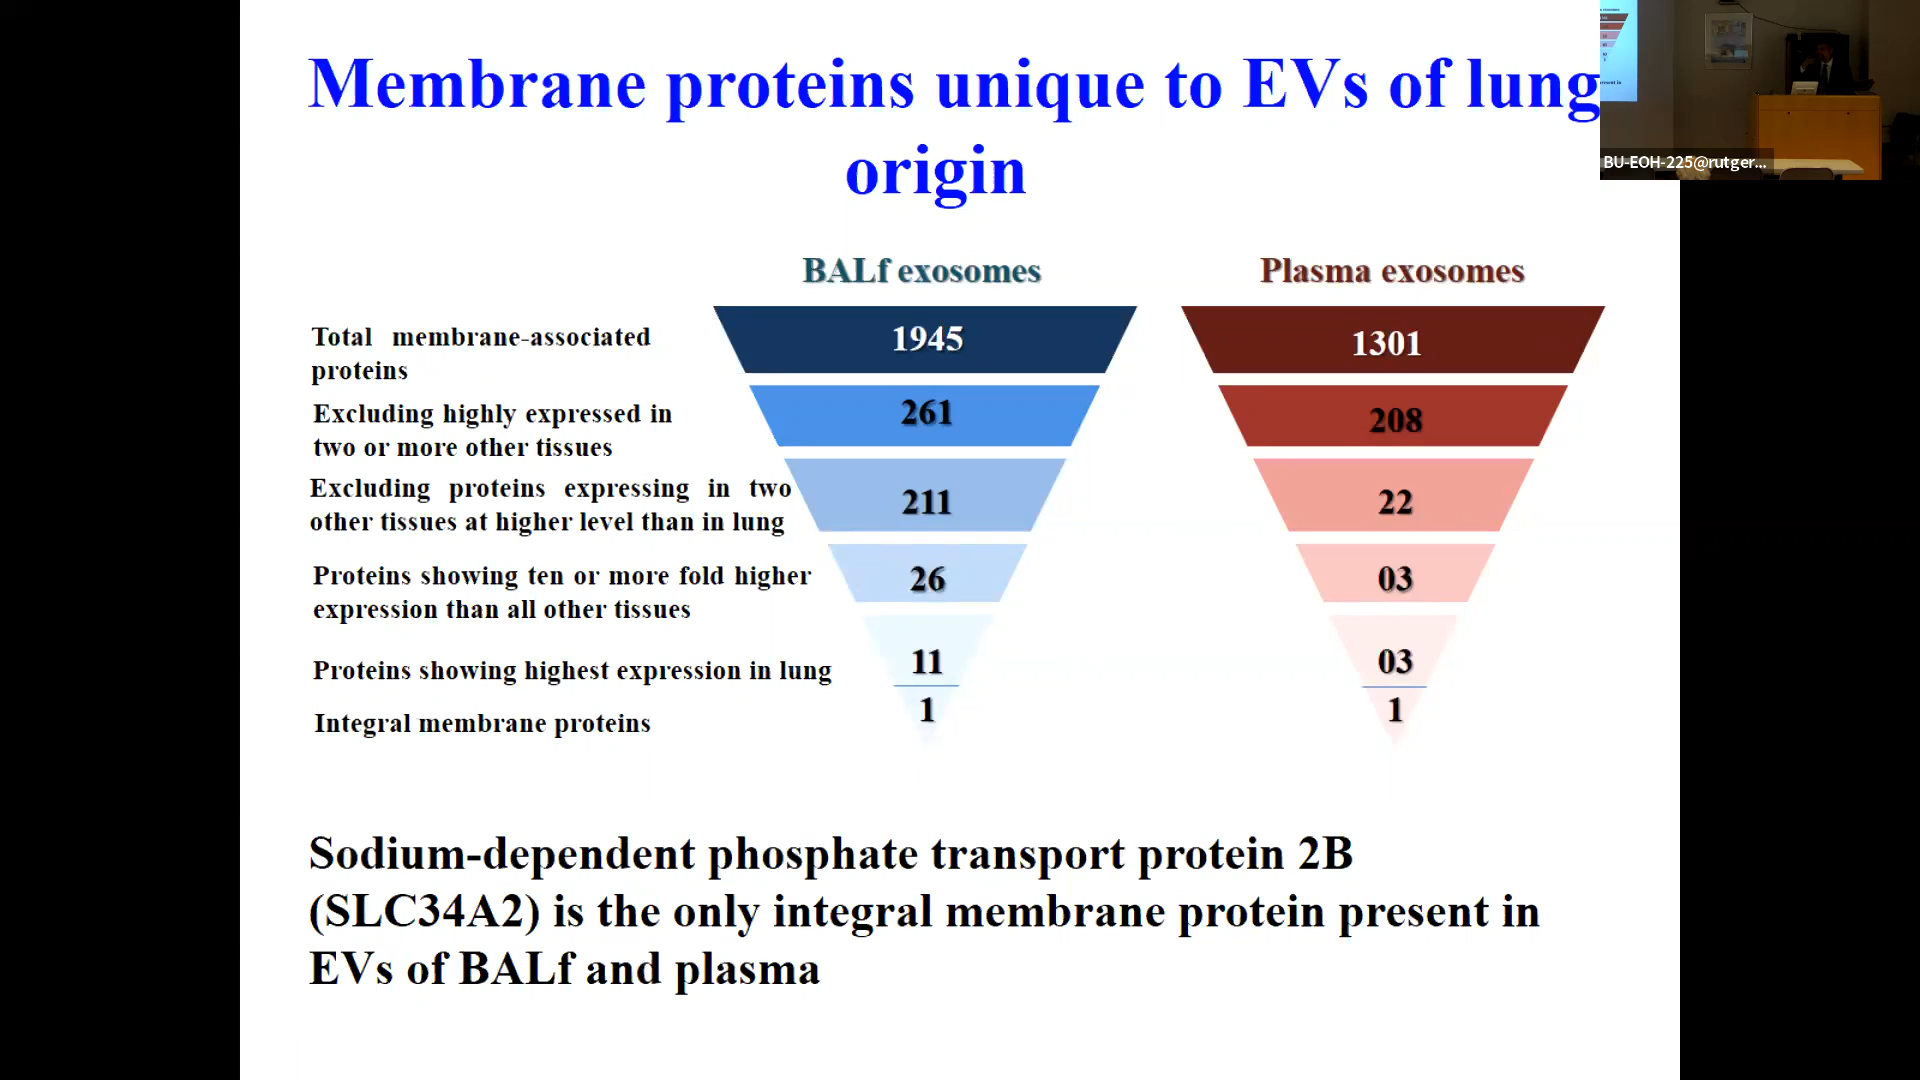 Membrane proteins unique to EVs of lung
origin
BU-EOH-225@rutger...
BALf exosomes
Plasma exosomes
Total membrane-associated
proteins
1945
1301
Excluding highly expressed in
two or more other tissues
261
208
Excluding proteins expressing in two
other tissues at higher level than in lung
211
22
Proteins showing ten or more fold higher
expression than all other tissues
26
03
Proteins showing highest expression in lung
11
03
Integral membrane proteins
1
1
Sodium-dependent phosphate transport protein 2B
(SLC34A2) is the only integral membrane protein present in
EVs of BALf and plasma